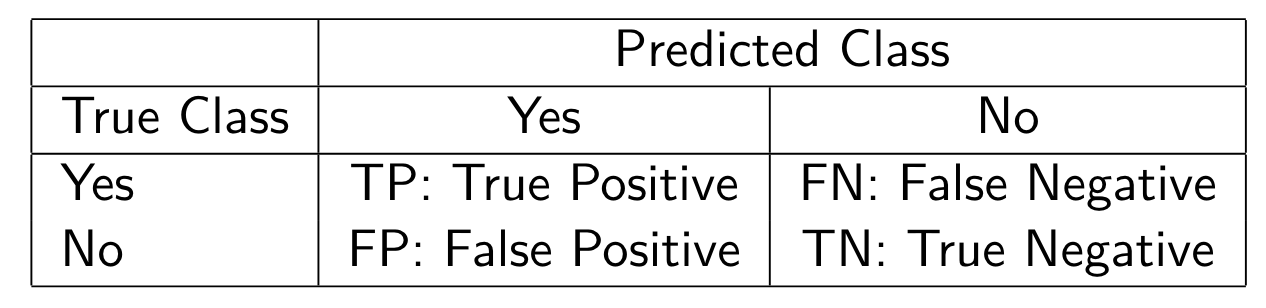 Predicted Class
True Class Yes No
Yes TP: True Positive FN: False Negative
No FP: False Positive TN: True Negative